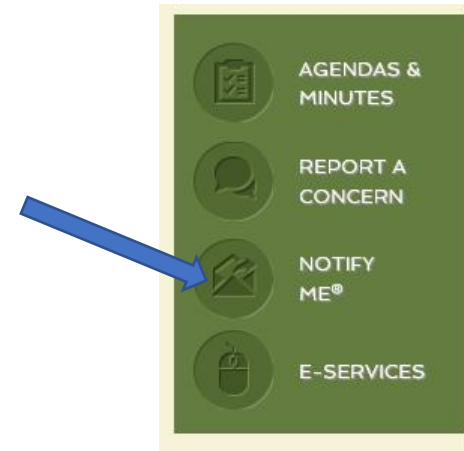 AGENDAS &
MINUTES
REPORT A
CONCERN
NOTIFY
ME®
E-SERVICES